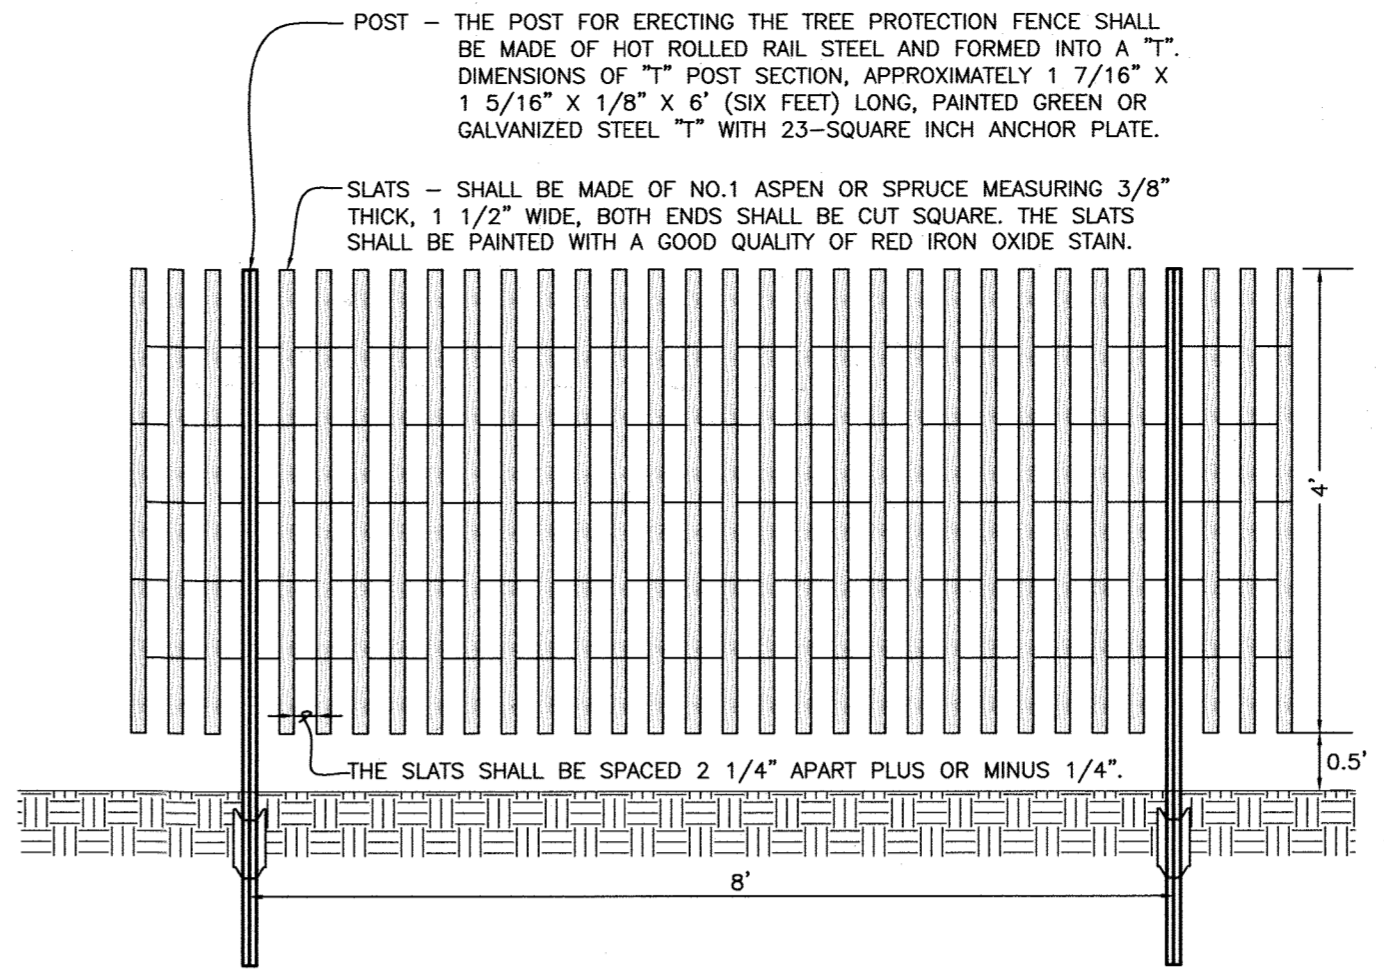 POST – THE POST FOR ERECTING THE TREE PROTECTION FENCE SHALL
BE MADE OF HOT ROLLED RAIL STEEL AND FORMED INTO A "T".
DIMENSIONS OF "T" POST SECTION, APPROXIMATELY 1 7/16" X
1 5/16" X 1/8" X 6' (SIX FEET) LONG, PAINTED GREEN OR
GALVANIZED STEEL "T" WITH 23–SQUARE INCH ANCHOR PLATE.
SLATS – SHALL BE MADE OF NO.1 ASPEN OR SPRUCE MEASURING 3/8"
THICK, 1 1/2" WIDE, BOTH ENDS SHALL BE CUT SQUARE. THE SLATS
SHALL BE PAINTED WITH A GOOD QUALITY OF RED IRON OXIDE STAIN.
4'
THE SLATS SHALL BE SPACED 2 1/4" APART PLUS OR MINUS 1/4".
0.5'
8'